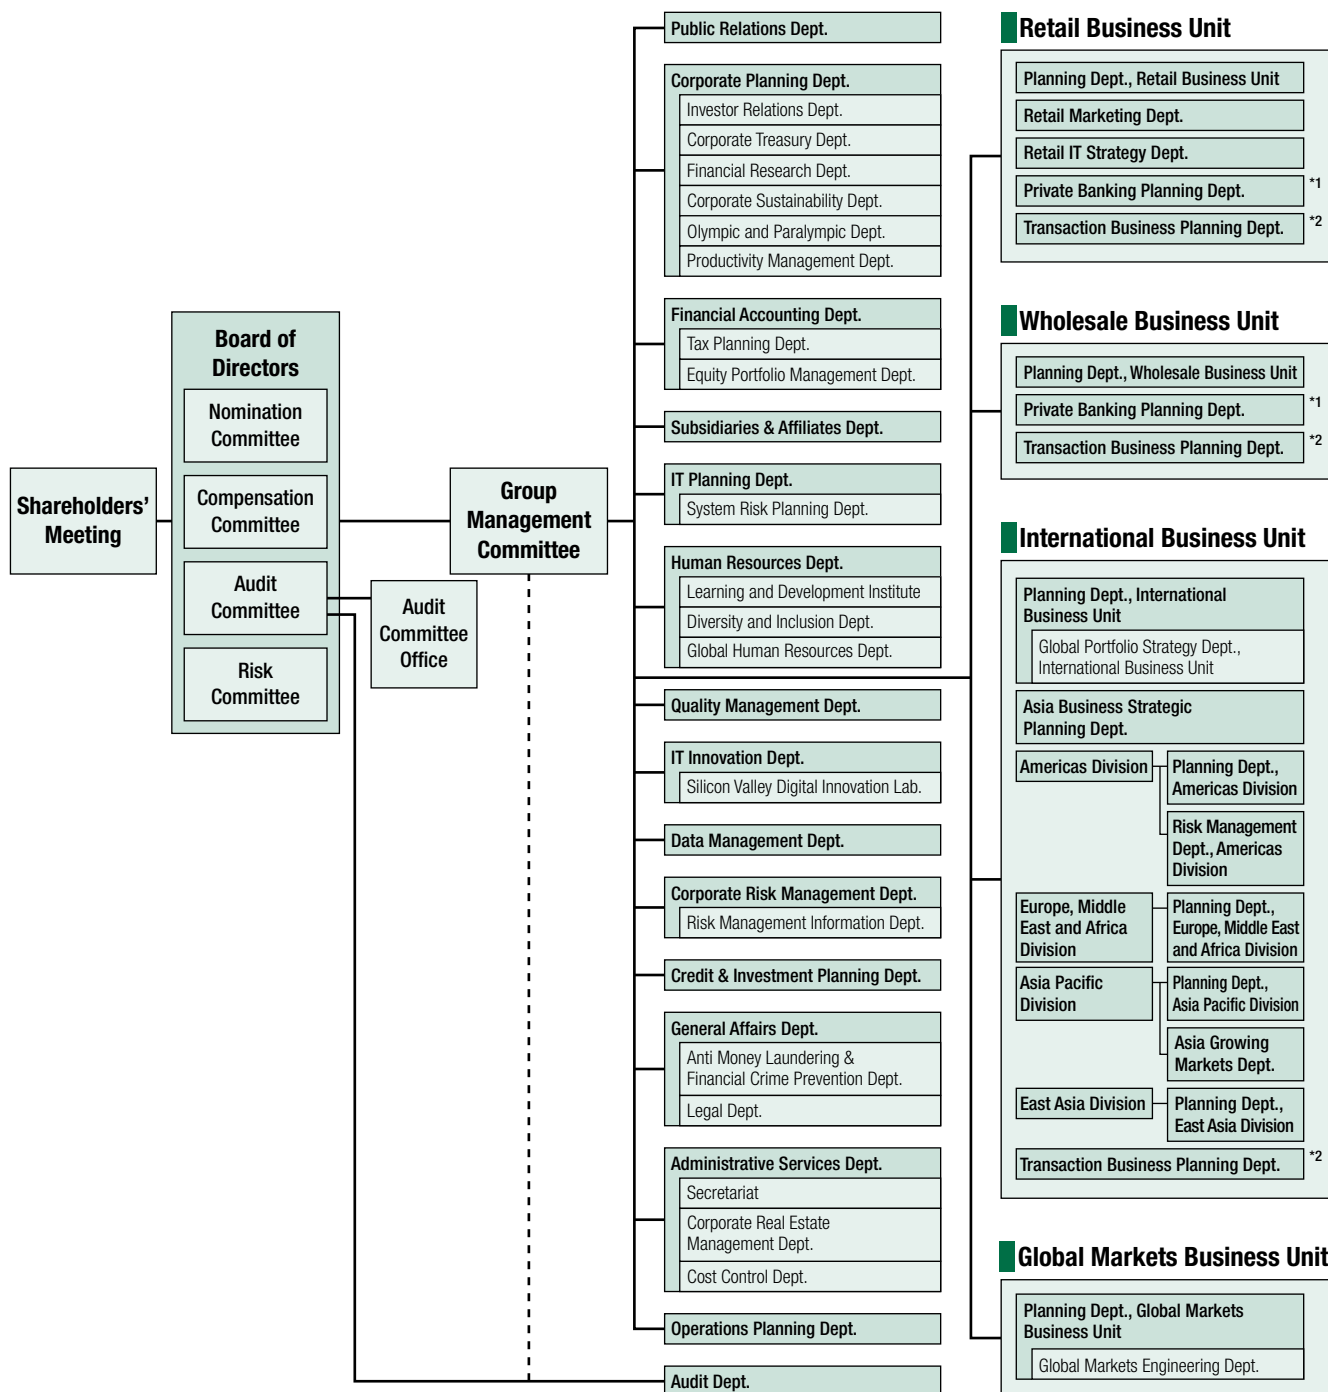 Shareholders'
Meeting
Board of
Directors
Nomination
Committee
Compensation
Committee
Audit
Committee
Risk
Committee
Audit
Committee
Office
Group
Management
Committee
Public Relations Dept.
Corporate Planning Dept.
Investor Relations Dept.
Corporate Treasury Dept.
Financial Research Dept.
Corporate Sustainability Dept.
Olympic and Paralympic Dept.
Productivity Management Dept.
Financial Accounting Dept.
Tax Planning Dept.
Equity Portfolio Management Dept.
Subsidiaries & Affiliates Dept.
IT Planning Dept.
System Risk Planning Dept.
Human Resources Dept.
Learning and Development Institute
Diversity and Inclusion Dept.
Global Human Resources Dept.
Quality Management Dept.
IT Innovation Dept.
Silicon Valley Digital Innovation Lab.
Data Management Dept.
Corporate Risk Management Dept.
Risk Management Information Dept.
Credit & Investment Planning Dept.
General Affairs Dept.
Anti Money Laundering &
Financial Crime Prevention Dept.
Legal Dept.
Administrative Services Dept.
Secretariat
Corporate Real Estate
Management Dept.
Cost Control Dept.
Operations Planning Dept.
Audit Dept.
Retail Business Unit
Planning Dept., Retail Business Unit
Retail Marketing Dept.
Retail IT Strategy Dept.
Private Banking Planning Dept. *1
Transaction Business Planning Dept. *2
Wholesale Business Unit
Planning Dept., Wholesale Business Unit
Private Banking Planning Dept. *1
Transaction Business Planning Dept. *2
International Business Unit
Planning Dept., International
Business Unit
Global Portfolio Strategy Dept.,
International Business Unit
Asia Business Strategic
Planning Dept.
Americas Division
Planning Dept.,
Americas Division
Risk Management
Dept., Americas
Division
Europe, Middle
East and Africa
Division
Planning Dept.,
Europe, Middle East
and Africa Division
Asia Pacific
Division
Planning Dept.,
Asia Pacific Division
Asia Growing
Markets Dept.
East Asia Division
Planning Dept.,
East Asia Division
Transaction Business Planning Dept. *2
Global Markets Business Unit
Planning Dept., Global Markets
Business Unit
Global Markets Engineering Dept.